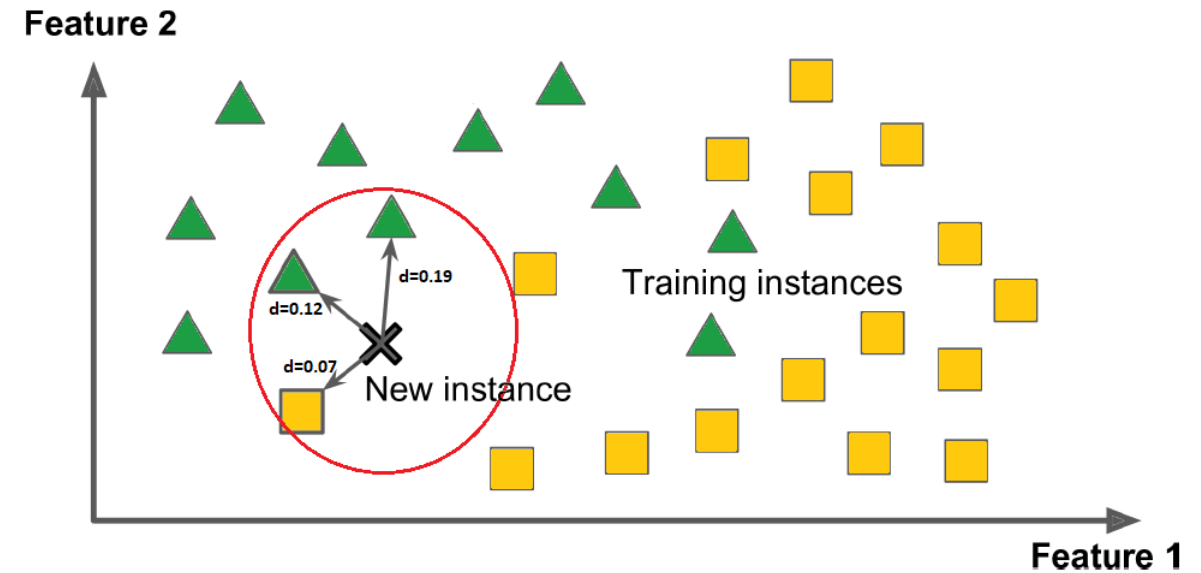 Feature 2
d=0.19
Training instances
d=0.12
d=0.07
New instance
Feature 1